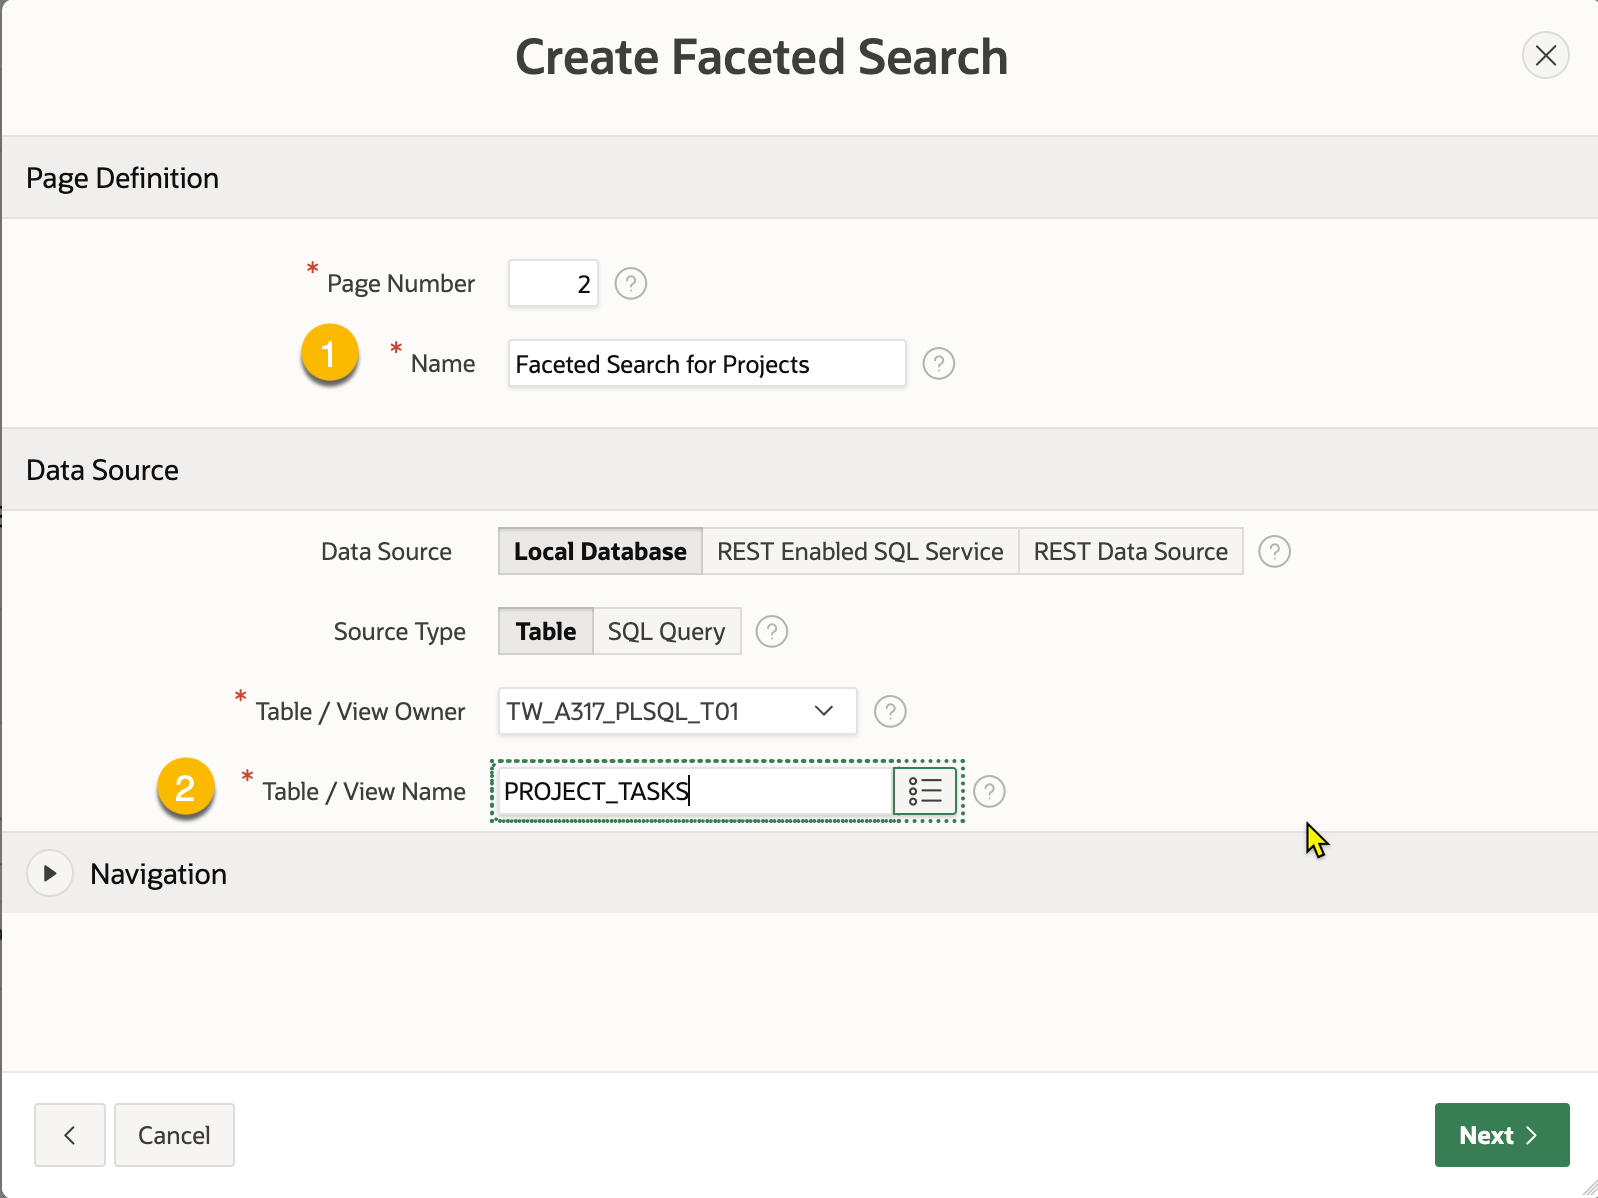 Create Faceted Search
Page Definition
* Page Number 2 ?
1 * Name Faceted Search for Projects ?
Data Source
Data Source Local Database REST Enabled SQL Service REST Data Source ?
Source Type Table SQL Query ?
* Table / View Owner TW_A317_PLSQL_T01 ?
2 * Table / View Name PROJECT_TASKS ?
Navigation
Cancel Next